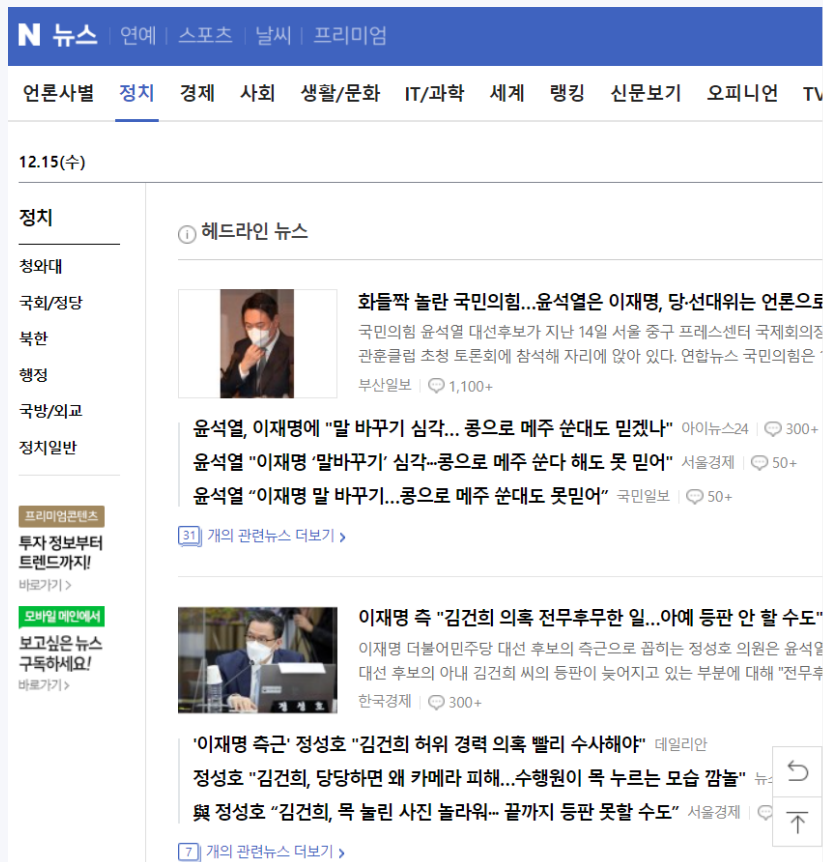 N 뉴스 연예 스포츠 날씨 프리미엄
언론사별 정치 경제 사회 생활/문화 IT/과학 세계 랭킹 신문보기 오피니언 TV
12.15(수)
정치
청와대
국회/정당
북한
행정
국방/외교
정치일반
프리미엄콘텐츠
투자 정보부터
트렌드까지!
바로가기 >
모바일 메인에서
보고싶은 뉴스
구독하세요!
바로가기 >
헤드라인 뉴스
화들짝 놀란 국민의힘...윤석열은 이재명, 당·선대위는 언론으로
국민의힘 윤석열 대선후보가 지난 14일 서울 중구 프레스센터 국제회의장
관훈클럽 초청 토론회에 참석해 자리에 앉아 있다. 연합뉴스 국민의힘은
부산일보 1,100+
윤석열, 이재명에 "말 바꾸기 심각... 콩으로 메주 쑨대도 믿겠나" 아이뉴스24 300+
윤석열 "이재명 ‘말바꾸기’ 심각…콩으로 메주 쑨다 해도 못 믿어" 서울경제 50+
윤석열 “이재명 말 바꾸기…콩으로 메주 쑨대도 못믿어” 국민일보 50+
31 개의 관련뉴스 더보기 >
이재명 측 "김건희 의혹 전무후무한 일…아예 등판 안 할 수도"
이재명 더불어민주당 대선 후보의 측근으로 꼽히는 정성호 의원은 윤석열
대선 후보의 아내 김건희 씨의 등판이 늦어지고 있는 부분에 대해 "전무후
한국경제 300+
정성호
'이재명 측근' 정성호 "김건희 허위 경력 의혹 빨리 수사해야" 데일리안
정성호 "김건희, 당당하면 왜 카메라 피해…수행원이 목 누르는 모습 깜놀" 뉴스
與 정성호 “김건희, 목 눌린 사진 놀라워… 끝까지 등판 못할 수도” 서울경제
7 개의 관련뉴스 더보기 >